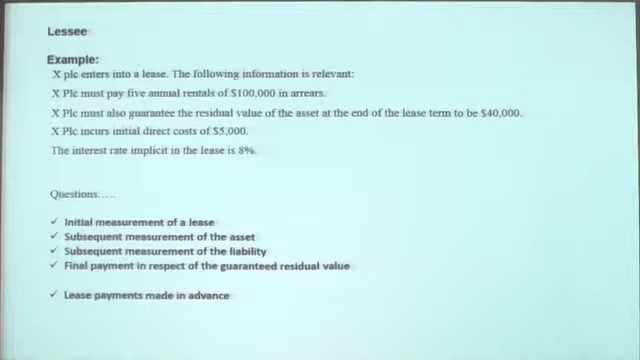 Lessee
Example:
X plc enters into a lease. The following information is relevant:
X Plc must pay five annual rentals of $100,000 in arrears.
X Plc must also guarantee the residual value of the asset at the end of the lease term to be $40,000.
X Plc incurs initial direct costs of $5,000.
The interest rate implicit in the lease is 8%.
Questions…..
✓ Initial measurement of a lease
✓ Subsequent measurement of the asset
✓ Subsequent measurement of the liability
✓ Final payment in respect of the guaranteed residual value
✓ Lease payments made in advance